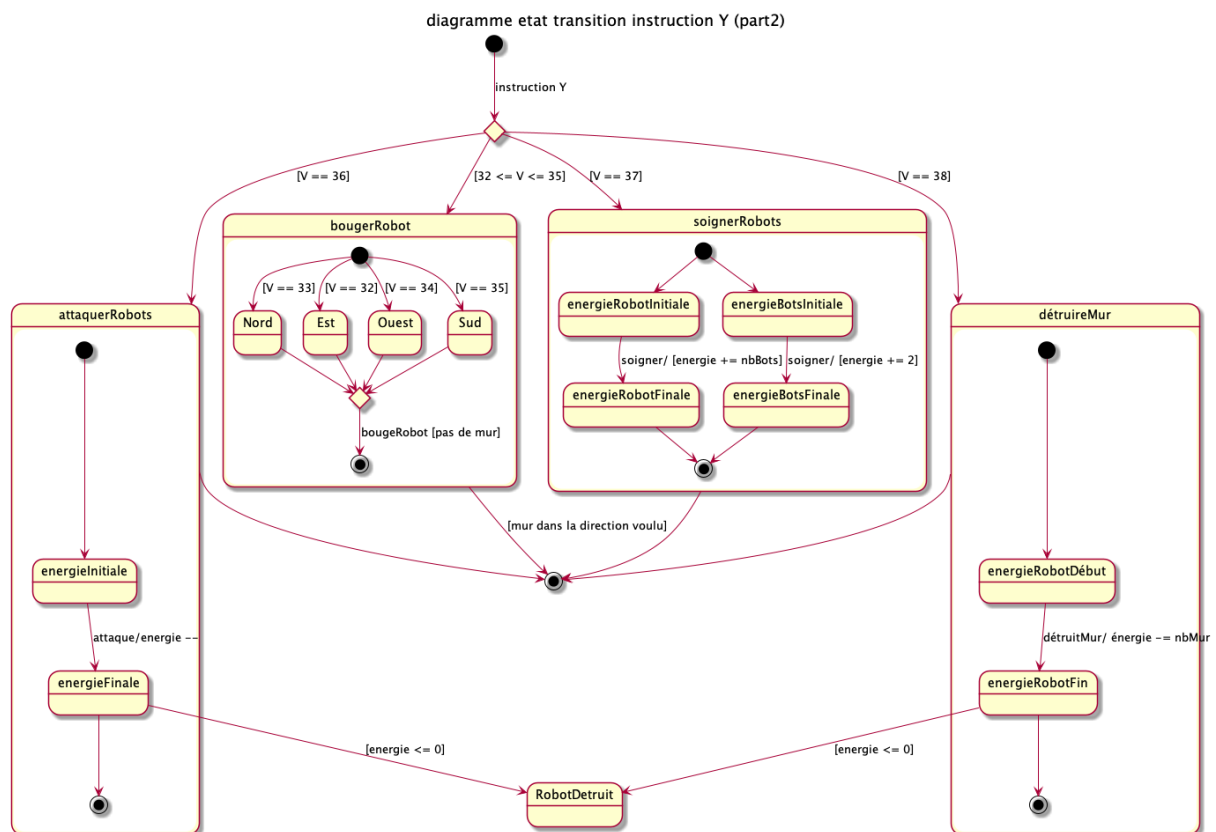 diagramme etat transition instruction Y (part2)
instruction Y
[V == 36]
[32 <= V <= 35]
[V == 37]
[V == 38]
bougerRobot
soignerRobots
[V == 33]
[V == 32]
[V == 34]
[V == 35]
Nord
Est
Ouest
Sud
bougeRobot [pas de mur]
energieRobotInitiale
energieBotsInitiale
soigner/ [energie += nbBots]
soigner/ [energie += 2]
energieRobotFinale
energieBotsFinale
attaquerRobots
détruireMur
[mur dans la direction voulu]
energieInitiale
energieRobotDébut
attaque/energie --
détruitMur/ énergie -= nbMur
energieFinale
energieRobotFin
[energie <= 0]
[energie <= 0]
RobotDetruit